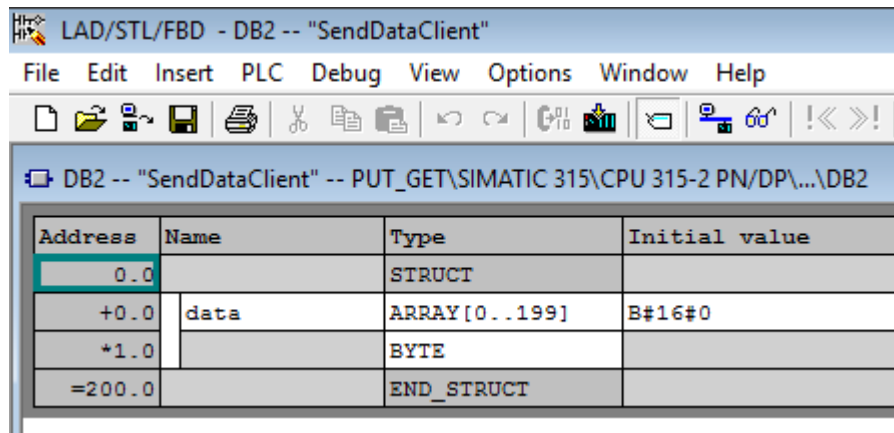 LAD/STL/FBD - DB2 -- "SendDataClient"
File Edit Insert PLC Debug View Options Window Help
DB2 -- "SendDataClient" -- PUT_GET\SIMATIC 315\CPU 315-2 PN/DP\...\DB2
Address Name Type Initial value
0.0 STRUCT
+0.0 data ARRAY[0..199] B#16#0
*1.0 BYTE
=200.0 END_STRUCT